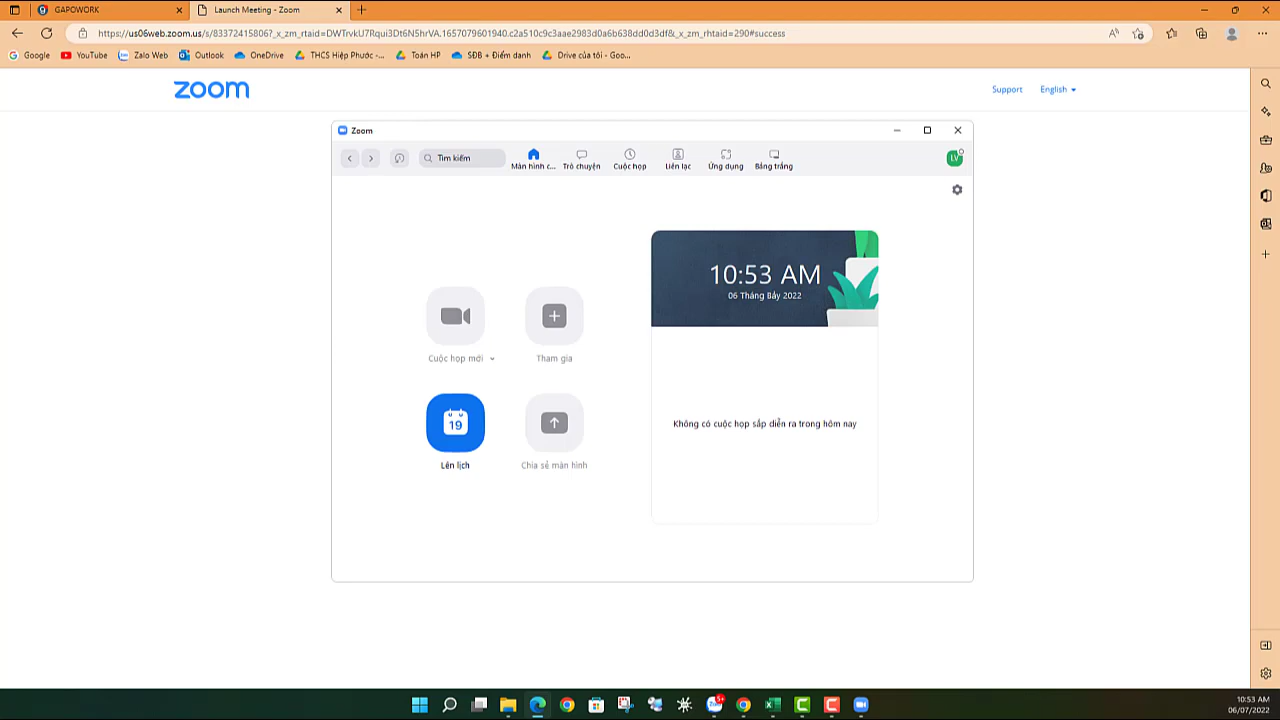 GAPOWORK
Launch Meeting - Zoom
https://us06web.zoom.us/s/83372415806?_x_zm_rtaid=DWTrvkU7Rqui3Dt6N5hrVA.1657079601940.c2a510c9c3aae2983d0a6b638dd0d3df&_x_zm_rhtaid=290#success
Google
YouTube
Zalo Web
Outlook
OneDrive
THCS Hiệp Phước -...
Toán HP
SĐB + Điểm danh
Drive của tôi - Goo...
zoom
Support
English
Zoom
Tìm kiếm
Màn hình c...
Trò chuyện
Cuộc họp
Liên lạc
Ứng dụng
Bảng trắng
LV
10:53 AM
06 Tháng Bảy 2022
Cuộc họp mới
Tham gia
19
Lên lịch
Chia sẻ màn hình
Không có cuộc họp sắp diễn ra trong hôm nay
Zalo
5+
10:53 AM
06/07/2022